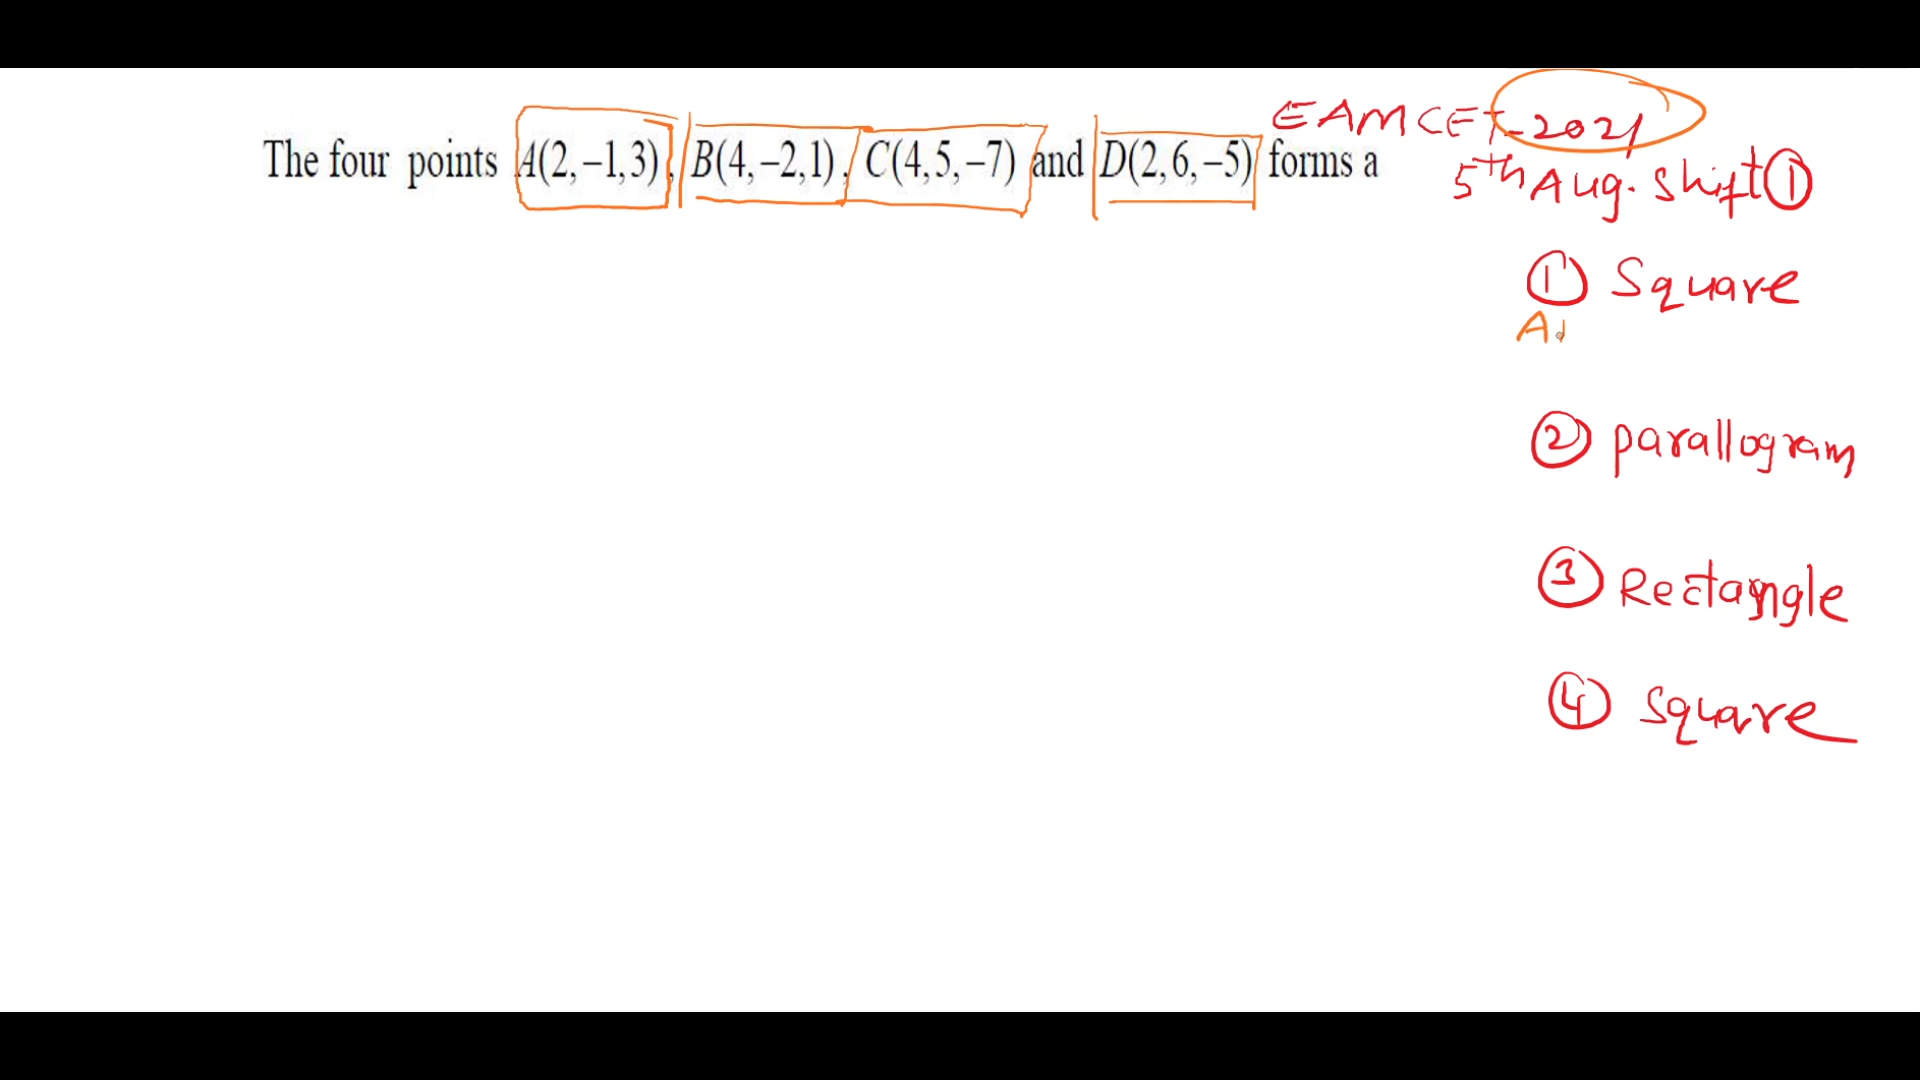 EAMCET-2021
The four points A(2,–1,3), B(4,–2,1), C(4,5,–7) and D(2,6,–5) forms a
5th Aug. Shift ①
① Square
A
② parallogram
③ Rectangle
④ Square